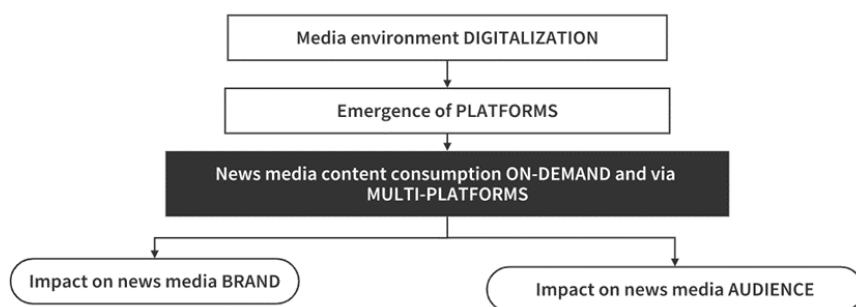 Media environment DIGITALIZATION
Emergence of PLATFORMS
News media content consumption ON-DEMAND and via
MULTI-PLATFORMS
Impact on news media BRAND
Impact on news media AUDIENCE